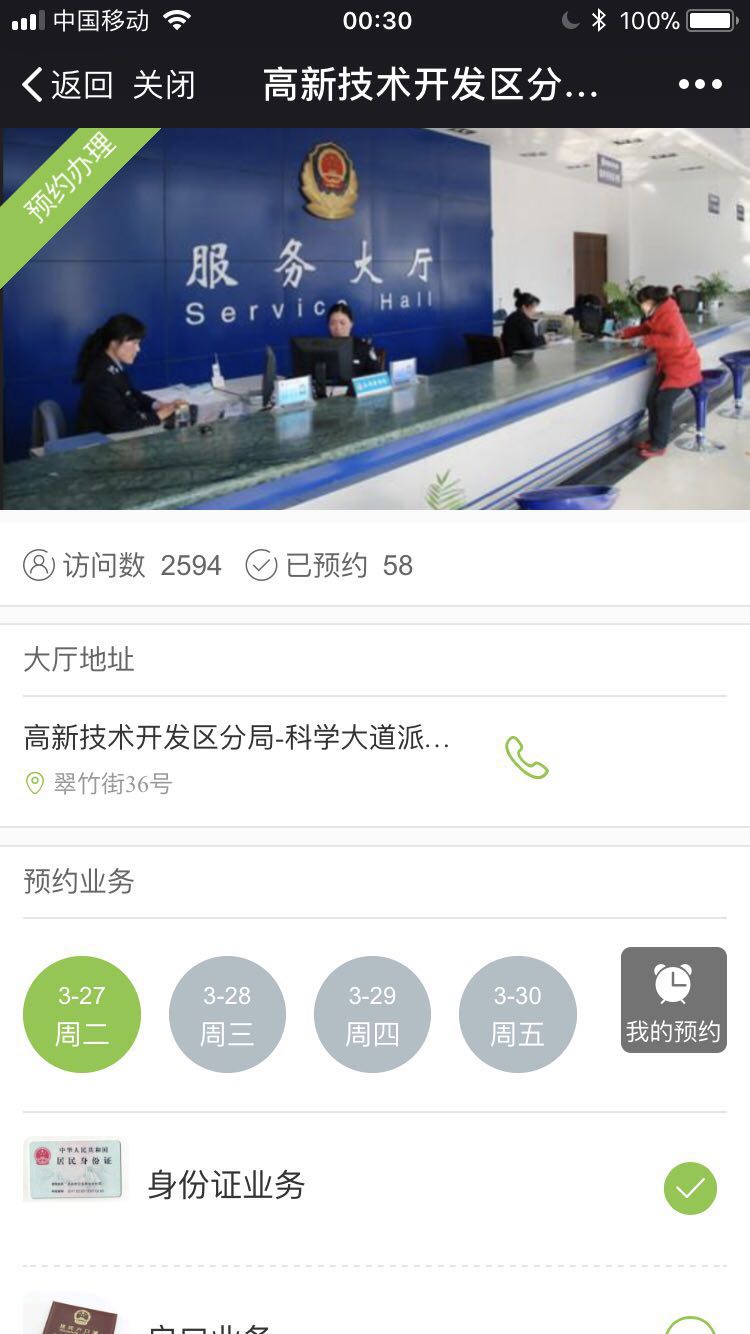 中国移动
00:30
100%
返回 关闭 高新技术开发区分...
预约办理
服务大厅
Service Hall
访问数 2594 已预约 58
大厅地址
高新技术开发区分局-科学大道派...
翠竹街36号
预约业务
3-27
周二
3-28
周三
3-29
周四
3-30
周五
我的预约
中华人民共和国
居民身份证
身份证业务
户口业务